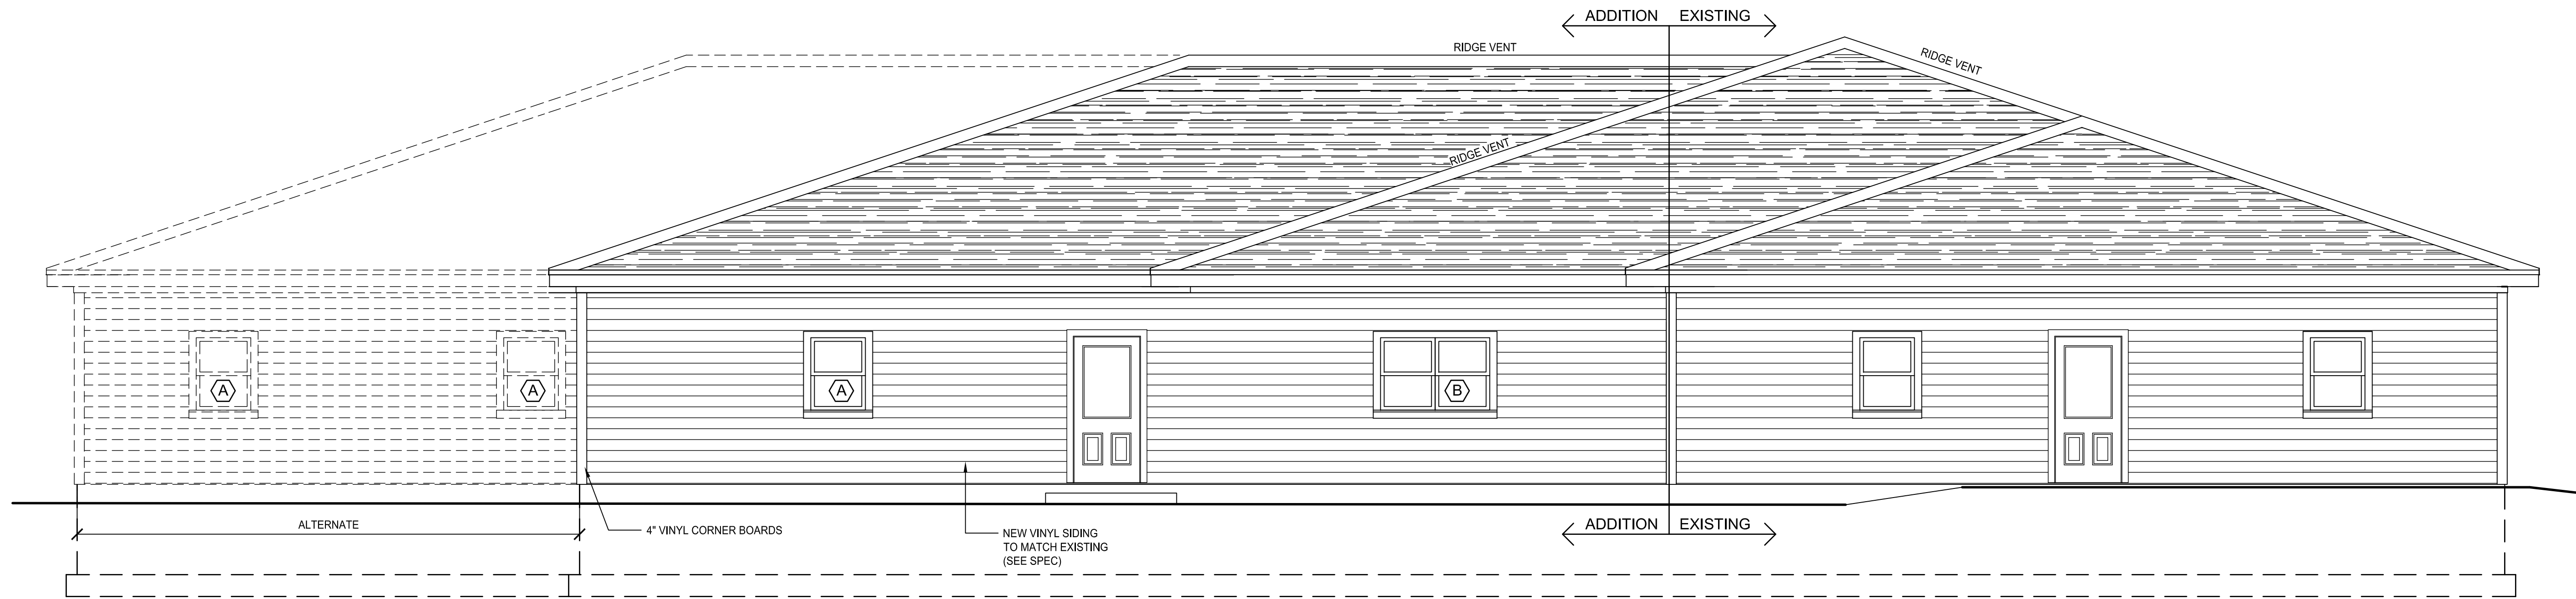 ADDITION EXISTING
RIDGE VENT
RIDGE VENT
RIDGE VENT
A
A
A
B
ALTERNATE
4" VINYL CORNER BOARDS
NEW VINYL SIDING
TO MATCH EXISTING
(SEE SPEC)
ADDITION EXISTING